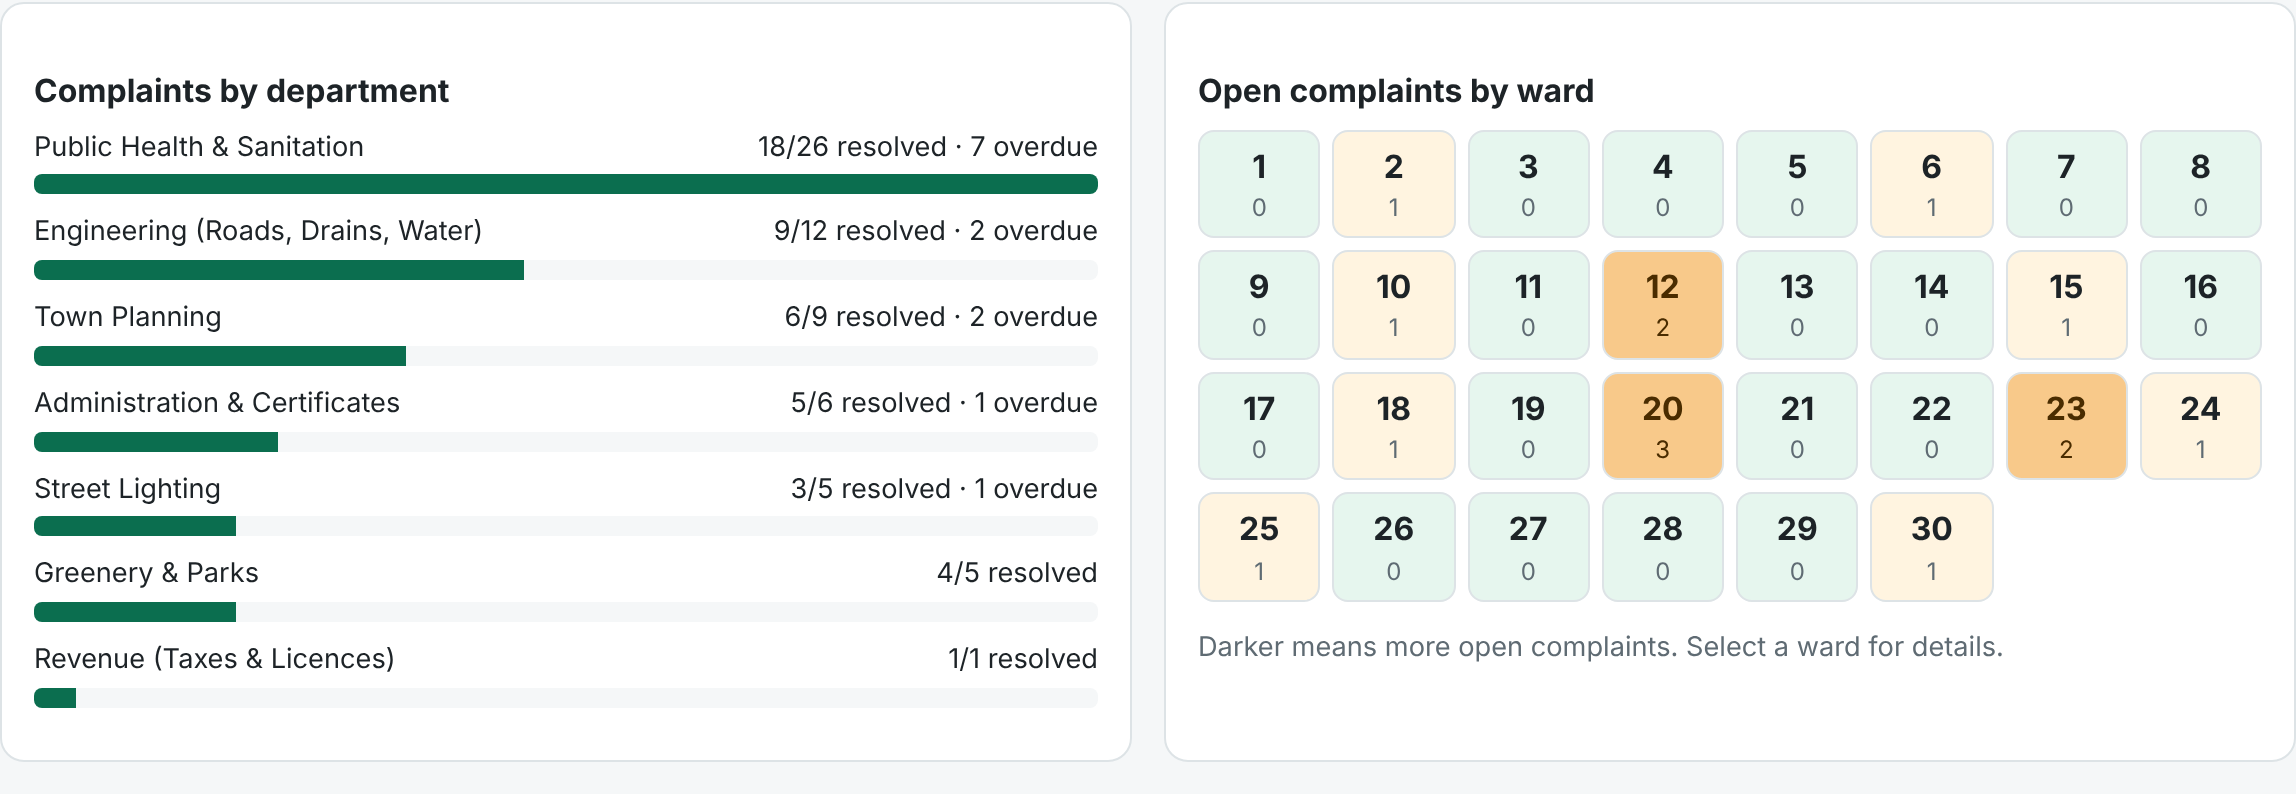 Complaints by department
Public Health & Sanitation 18/26 resolved · 7 overdue
Engineering (Roads, Drains, Water) 9/12 resolved · 2 overdue
Town Planning 6/9 resolved · 2 overdue
Administration & Certificates 5/6 resolved · 1 overdue
Street Lighting 3/5 resolved · 1 overdue
Greenery & Parks 4/5 resolved
Revenue (Taxes & Licences) 1/1 resolved
Open complaints by ward
1 2 3 4 5 6 7 8
0 1 0 0 0 1 0 0
9 10 11 12 13 14 15 16
0 1 0 2 0 0 1 0
17 18 19 20 21 22 23 24
0 1 0 3 0 0 2 1
25 26 27 28 29 30
1 0 0 0 0 1
Darker means more open complaints. Select a ward for details.